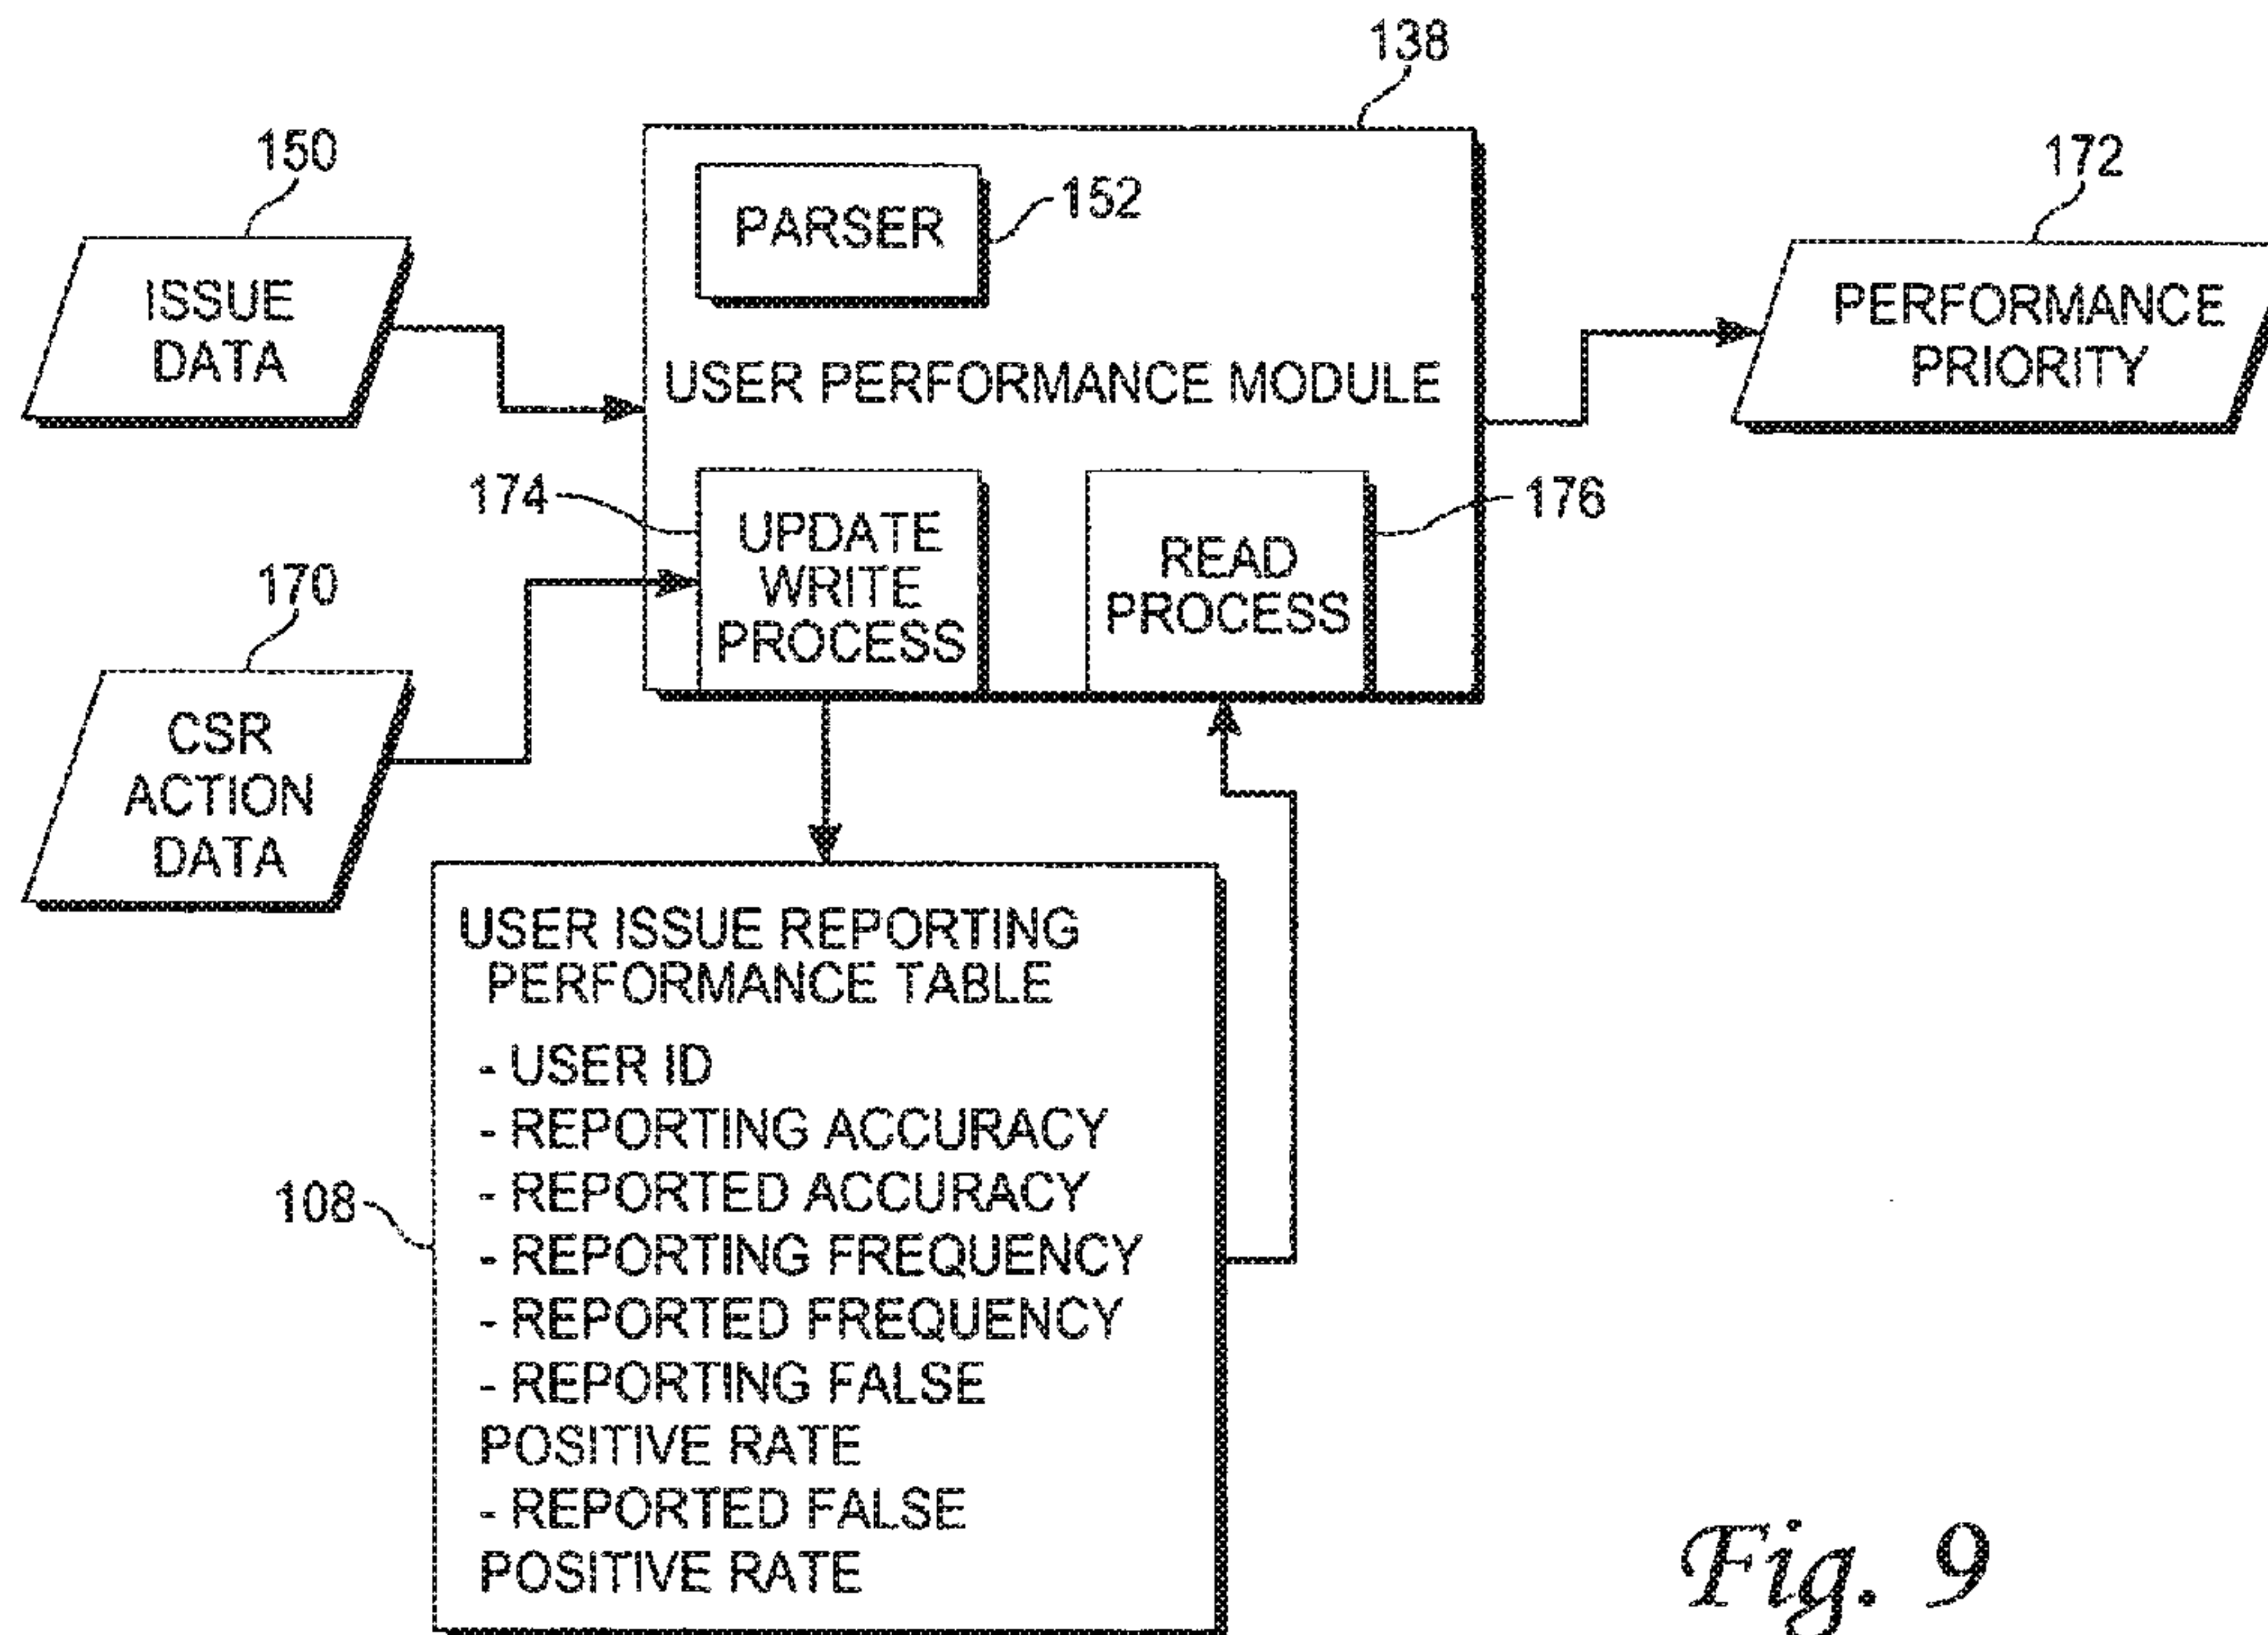 138
150
172
PARSER
152
ISSUE
DATA
PERFORMANCE
PRIORITY
USER PERFORMANCE MODULE
174
UPDATE
WRITE
PROCESS
READ
PROCESS
176
170
CSR
ACTION
DATA
USER ISSUE REPORTING
PERFORMANCE TABLE
- USER ID
- REPORTING ACCURACY
- REPORTED ACCURACY
- REPORTING FREQUENCY
- REPORTED FREQUENCY
- REPORTING FALSE
POSITIVE RATE
- REPORTED FALSE
POSITIVE RATE
108
Fig. 9